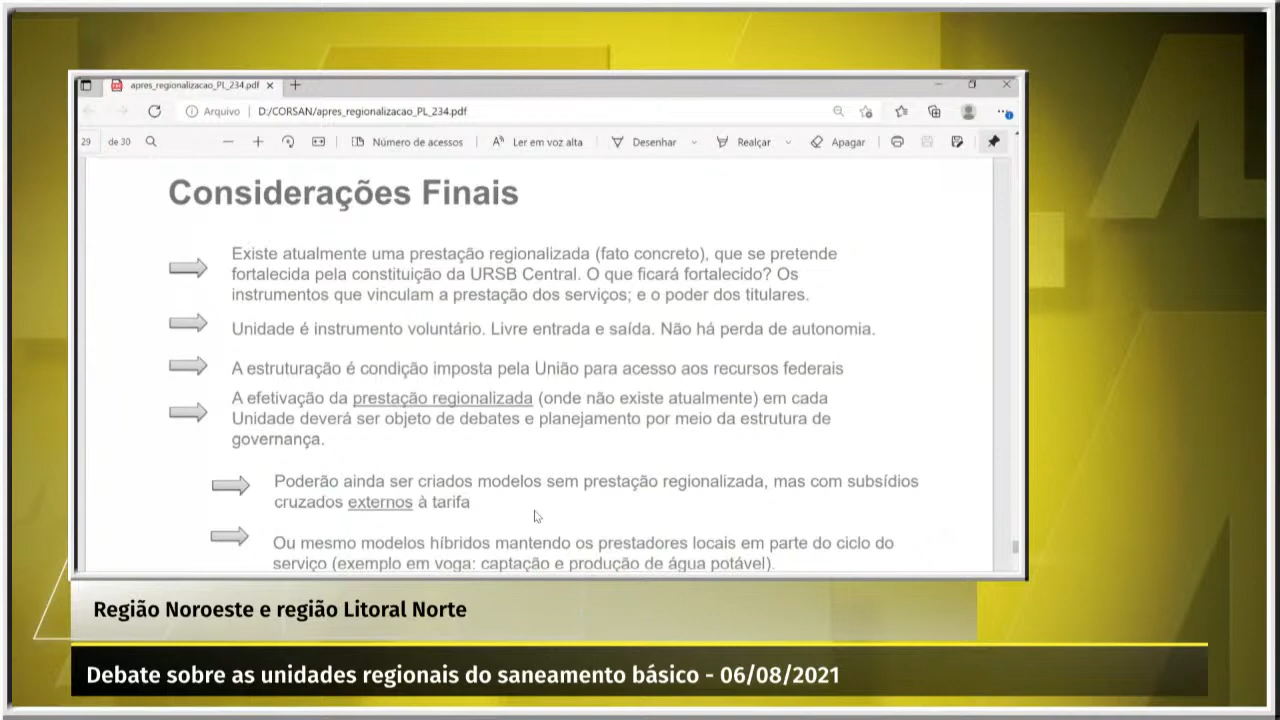 apres_regionalizacao_PL_234.pdf
Arquivo | D:/CORSAN/apres_regionalizacao_PL_234.pdf
29 de 30 Número de acessos Ler em voz alta Desenhar Realçar Apagar
Considerações Finais
Existe atualmente uma prestação regionalizada (fato concreto), que se pretende
fortalecida pela constituição da URSB Central. O que ficará fortalecido? Os
instrumentos que vinculam a prestação dos serviços; e o poder dos titulares.
Unidade é instrumento voluntário. Livre entrada e saída. Não há perda de autonomia.
A estruturação é condição imposta pela União para acesso aos recursos federais
A efetivação da prestação regionalizada (onde não existe atualmente) em cada
Unidade deverá ser objeto de debates e planejamento por meio da estrutura de
governança.
Poderão ainda ser criados modelos sem prestação regionalizada, mas com subsídios
cruzados externos à tarifa
Ou mesmo modelos híbridos mantendo os prestadores locais em parte do ciclo do
serviço (exemplo em voga: captação e produção de água potável).
Região Noroeste e região Litoral Norte
Debate sobre as unidades regionais do saneamento básico - 06/08/2021